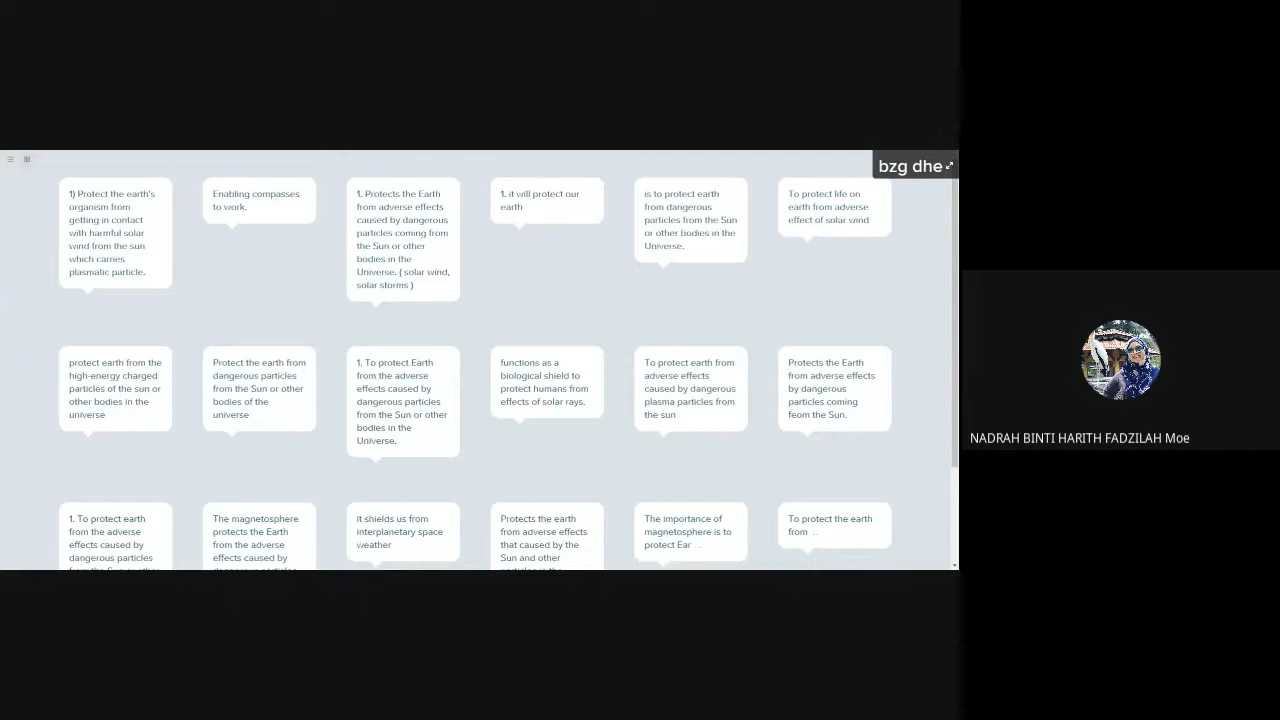 bzg dhe
1) Protect the earth's
organism from
getting in contact
with harmful solar
wind from the sun
which carries
plasmatic particle.
Enabling compasses
to work.
1. Protects the Earth
from adverse effects
caused by dangerous
particles coming from
the Sun or other
bodies in the
Universe. ( solar wind,
solar storms )
1. it will protect our
earth
is to protect earth
from dangerous
particles from the Sun
or other bodies in the
Universe.
To protect life on
earth from adverse
effect of solar wind
protect earth from the
high-energy charged
particles of the sun or
other bodies in the
universe
Protect the earth from
dangerous particles
from the Sun or other
bodies of the
universe
1. To protect Earth
from the adverse
effects caused by
dangerous particles
from the Sun or other
bodies in the
Universe.
functions as a
biological shield to
protect humans from
effects of solar rays.
To protect earth from
adverse effects
caused by dangerous
plasma particles from
the sun
Protects the Earth
from adverse effects
by dangerous
particles coming
feom the Sun.
1. To protect earth
from the adverse
effects caused by
dangerous particles
from the Sun or other
The magnetosphere
protects the Earth
from the adverse
effects caused by
dangerous particles
it shields us from
interplanetary space
weather
Protects the earth
from adverse effects
that caused by the
Sun and other
particles in the
The importance of
magnetosphere is to
protect Ear ...
To protect the earth
from ...
NADRAH BINTI HARITH FADZILAH Moe